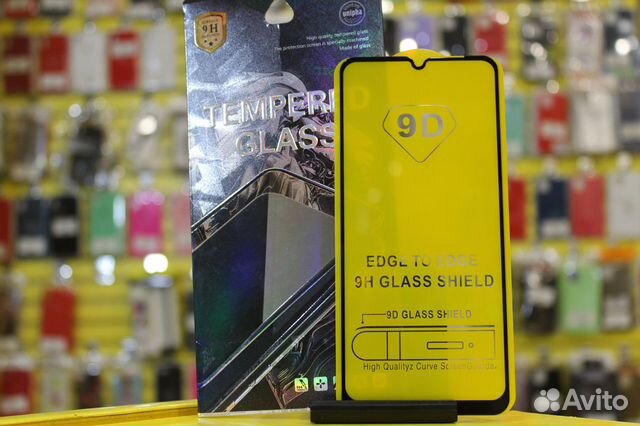 9H
unipha
High quality tempered glass
The protection screen is specially machined
Made of glass
TEMPERED
GLASS
9D
EDGE TO EDGE
9H GLASS SHIELD
9D GLASS SHIELD
High Qualityz Curve ScreenGuards
Avito